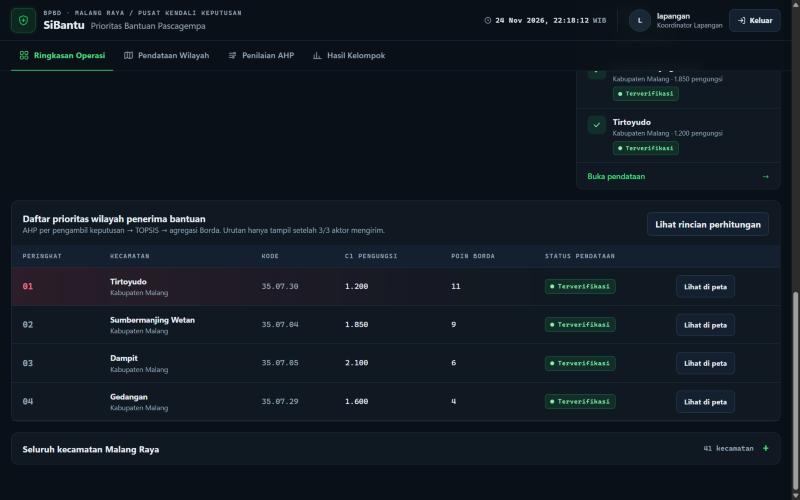 BPBD · MALANG RAYA / PUSAT KENDALI KEPUTUSAN
SiBantu Prioritas Bantuan Pascagempa
24 Nov 2026, 22:18:12 WIB
L
lapangan
Koordinator Lapangan
Keluar
Ringkasan Operasi
Pendataan Wilayah
Penilaian AHP
Hasil Kelompok
Kabupaten Malang · 1.850 pengungsi
Terverifikasi
Tirtoyudo
Kabupaten Malang · 1.200 pengungsi
Terverifikasi
Buka pendataan →
Daftar prioritas wilayah penerima bantuan
AHP per pengambil keputusan → TOPSIS → agregasi Borda. Urutan hanya tampil setelah 3/3 aktor mengirim.
Lihat rincian perhitungan
PERINGKAT KECAMATAN KODE C1 PENGUNGSI POIN BORDA STATUS PENDATAAN
01 Tirtoyudo 35.07.30 1.200 11 Terverifikasi Lihat di peta
Kabupaten Malang
02 Sumbermanjing Wetan 35.07.04 1.850 9 Terverifikasi Lihat di peta
Kabupaten Malang
03 Dampit 35.07.05 2.100 6 Terverifikasi Lihat di peta
Kabupaten Malang
04 Gedangan 35.07.29 1.600 4 Terverifikasi Lihat di peta
Kabupaten Malang
Seluruh kecamatan Malang Raya 41 kecamatan +